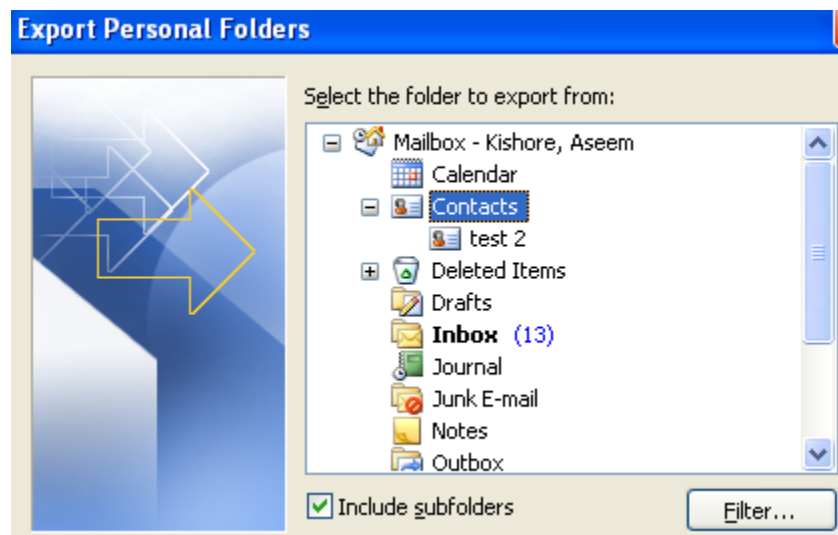 Export Personal Folders
Select the folder to export from:
Mailbox - Kishore, Aseem
Calendar
Contacts
test 2
Deleted Items
Drafts
Inbox (13)
Journal
Junk E-mail
Notes
Outbox
Include subfolders
Filter...